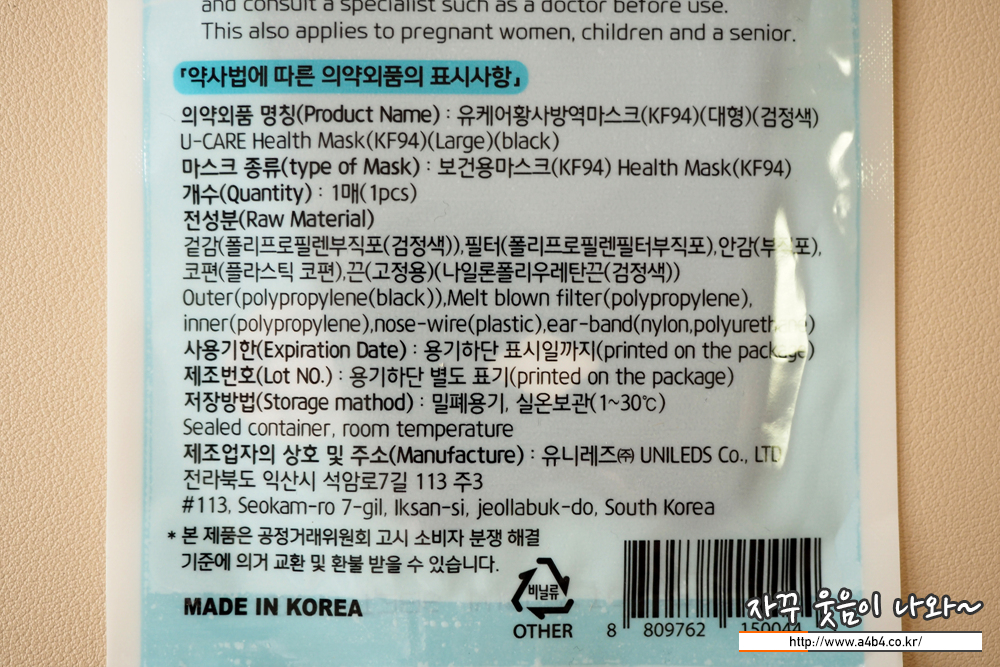 and consult a specialist such as a doctor before use.
This also applies to pregnant women, children and a senior.
「약사법에 따른 의약외품의 표시사항」
의약외품 명칭(Product Name) : 유케어황사방역마스크(KF94)(대형)(검정색)
U-CARE Health Mask(KF94)(Large)(black)
마스크 종류(type of Mask) : 보건용마스크(KF94) Health Mask(KF94)
개수(Quantity) : 1매(1pcs)
전성분(Raw Material)
겉감(폴리프로필렌부직포(검정색)),필터(폴리프로필렌필터부직포),안감(부직포),
코편(플라스틱 코편),끈(고정용)(나일론폴리우레탄끈(검정색))
Outer(polypropylene(black)),Melt blown filter(polypropylene),
inner(polypropylene),nose-wire(plastic),ear-band(nylon,polyurethane)
사용기한(Expiration Date) : 용기하단 표시일까지(printed on the package)
제조번호(Lot NO.) : 용기하단 별도 표기(printed on the package)
저장방법(Storage mathod) : 밀폐용기, 실온보관(1~30℃)
Sealed container, room temperature
제조업자의 상호 및 주소(Manufacture) : 유니레즈㈜ UNILEDS Co., LTD
전라북도 익산시 석암로7길 113 주3
#113, Seokam-ro 7-gil, Iksan-si, jeollabuk-do, South Korea
* 본 제품은 공정거래위원회 고시 소비자 분쟁 해결
기준에 의거 교환 및 환불 받을 수 있습니다.
비닐류
OTHER
MADE IN KOREA
8 809762 150044
자꾸 웃음이 나와~
http://www.a4b4.co.kr/